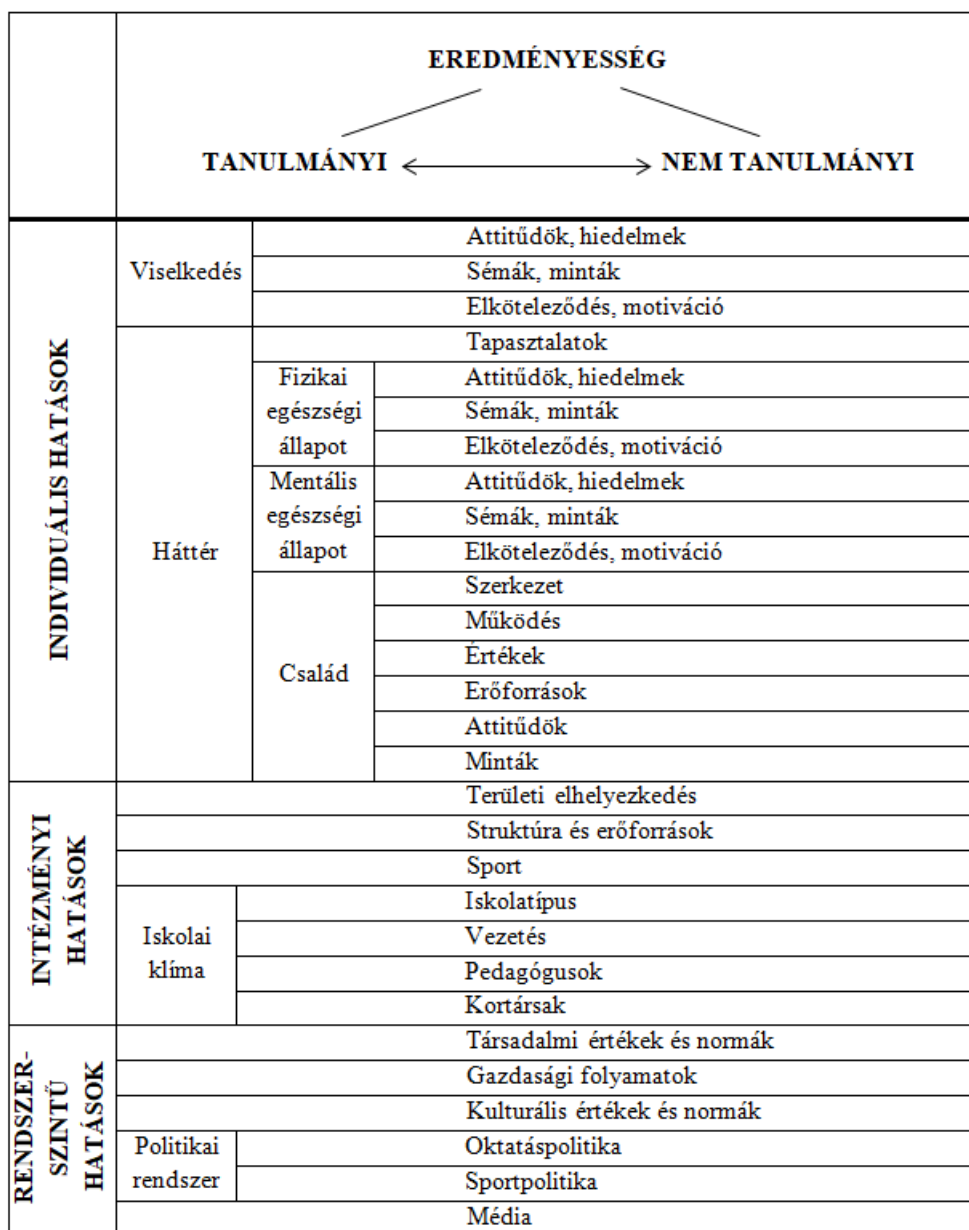 EREDMÉNYESSÉG
TANULMÁNYI
NEM TANULMÁNYI
INDIVIDUÁLIS HATÁSOK
Viselkedés
Attitűdök, hiedelmek
Sémák, minták
Elköteleződés, motiváció
Háttér
Tapasztalatok
Fizikai
egészségi
állapot
Attitűdök, hiedelmek
Sémák, minták
Elköteleződés, motiváció
Mentális
egészségi
állapot
Attitűdök, hiedelmek
Sémák, minták
Elköteleződés, motiváció
Család
Szerkezet
Működés
Értékek
Erőforrások
Attitűdök
Minták
INTÉZMÉNYI
HATÁSOK
Területi elhelyezkedés
Struktúra és erőforrások
Sport
Iskolai
klíma
Iskolatípus
Vezetés
Pedagógusok
Kortársak
RENDSZER-
SZINTŰ
HATÁSOK
Társadalmi értékek és normák
Gazdasági folyamatok
Kulturális értékek és normák
Politikai
rendszer
Oktatáspolitika
Sportpolitika
Média